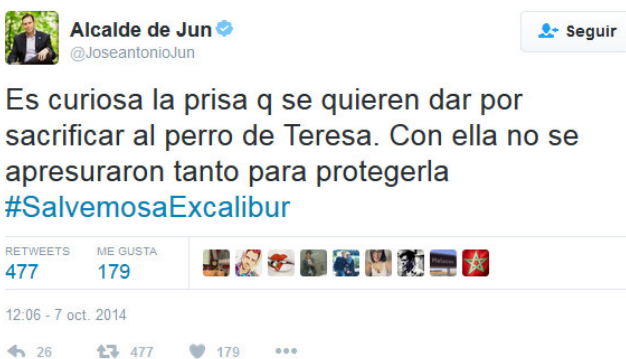 Alcalde de Jun
@JoseantonioJun
Seguir
Es curiosa la prisa q se quieren dar por
sacrificar al perro de Teresa. Con ella no se
apresuraron tanto para protegerla
#SalvemosaExcalibur
RETWEETS ME GUSTA
477 179
12:06 - 7 oct. 2014
26 477 179